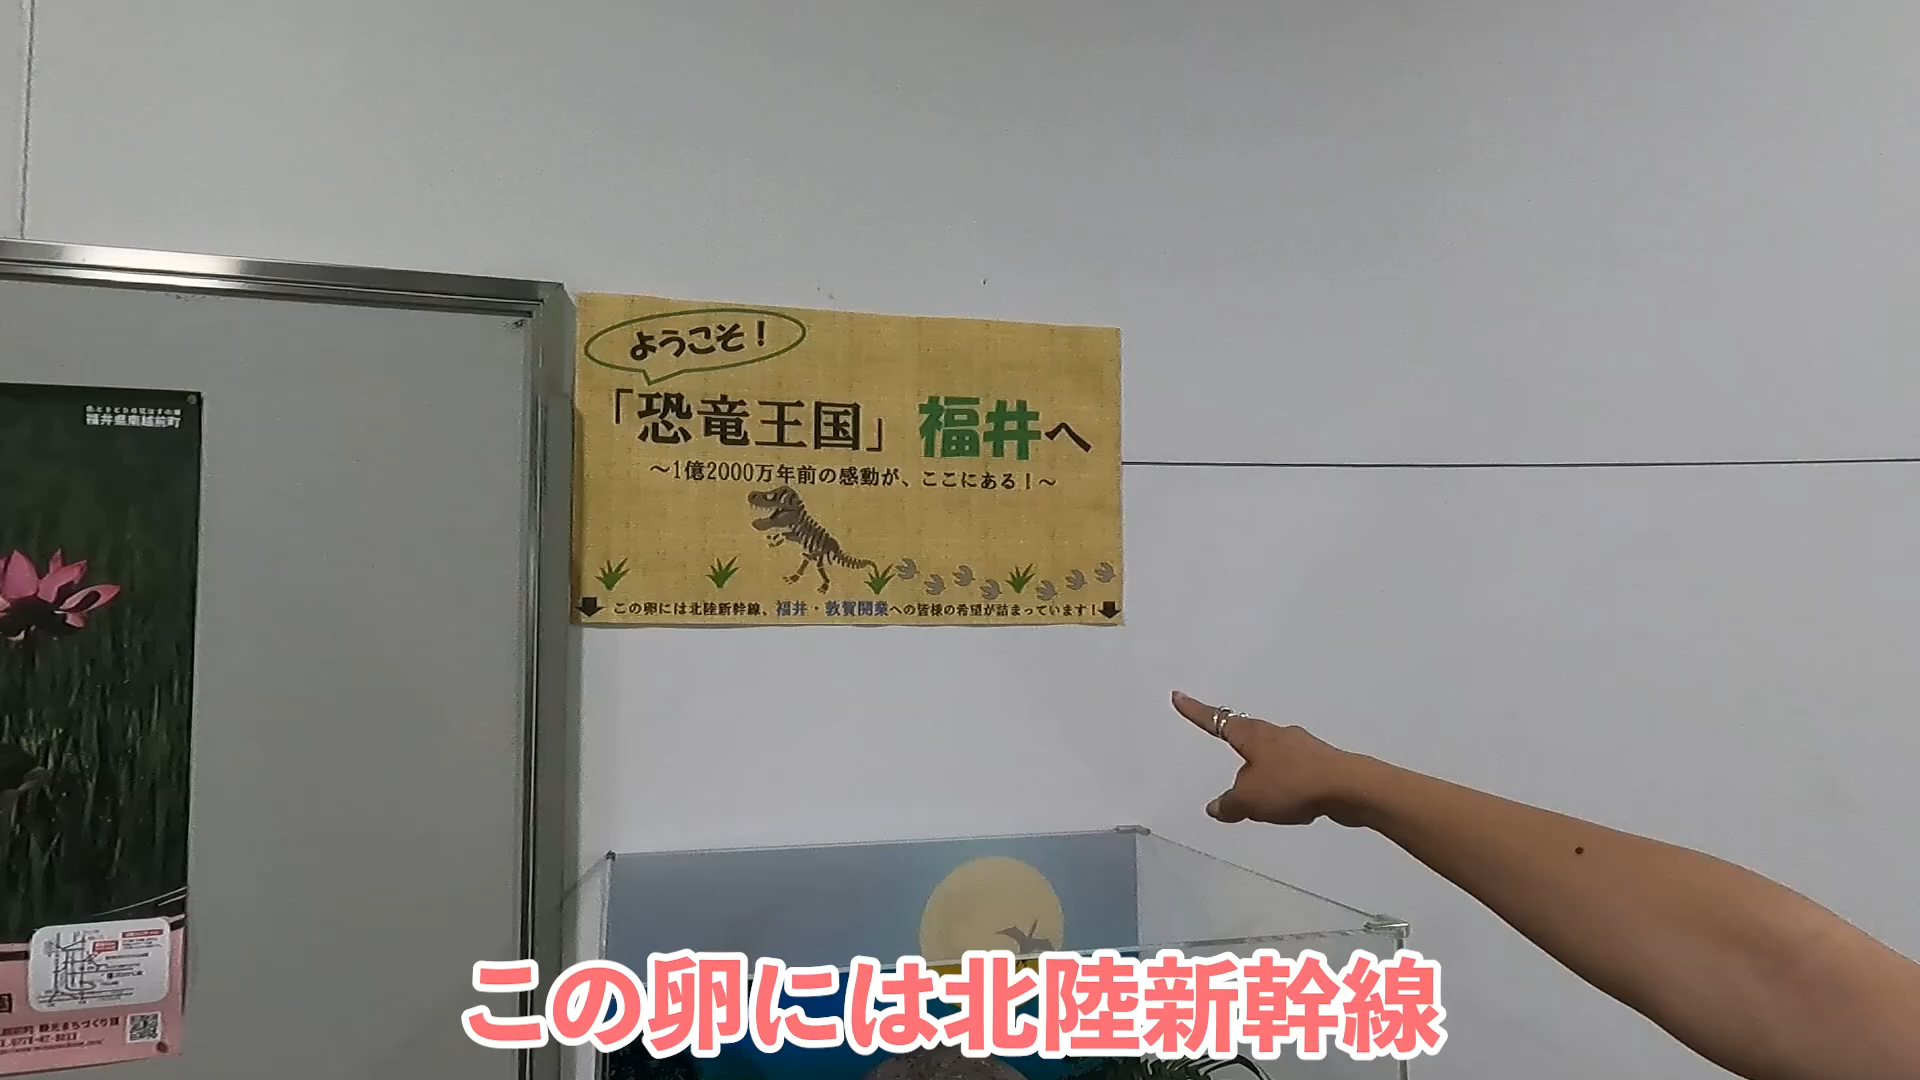 ようこそ!
「恐竜王国」福井へ
～1億2000万年前の感動が、ここにある!～
この卵には北陸新幹線、福井・敦賀開業への皆様の希望が詰まっています!
福井県南越前町
この卵には北陸新幹線